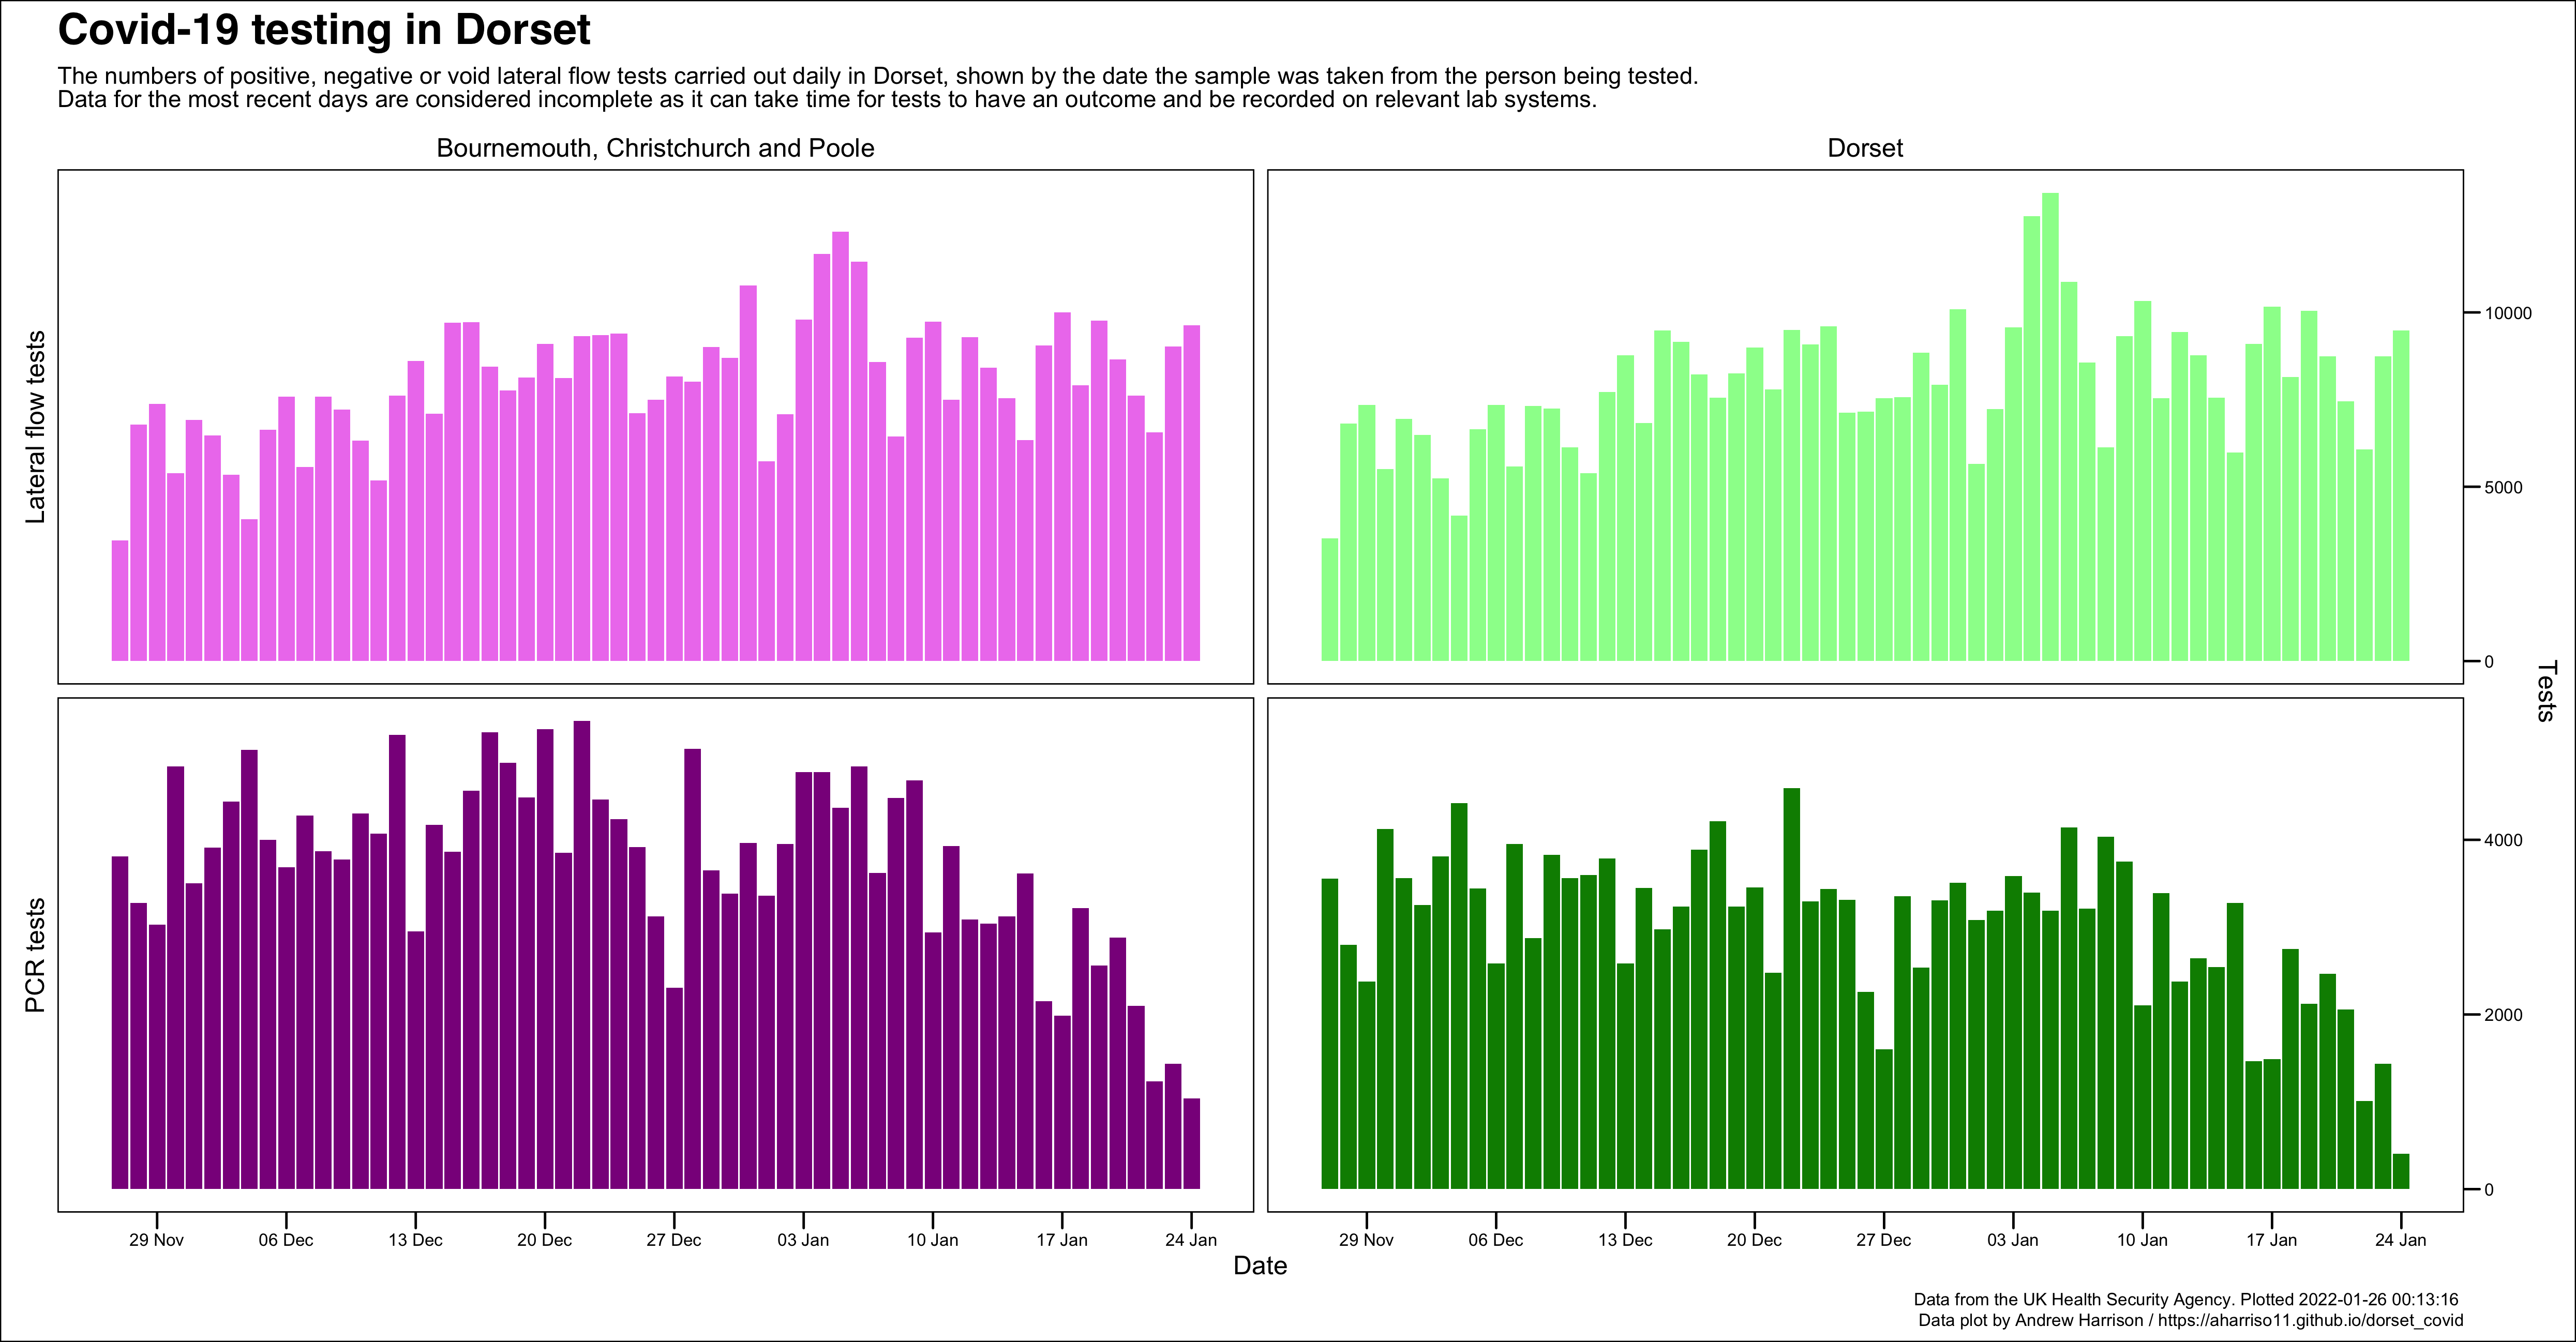 Covid-19 testing in Dorset
The numbers of positive, negative or void lateral flow tests carried out daily in Dorset, shown by the date the sample was taken from the person being tested.
Data for the most recent days are considered incomplete as it can take time for tests to have an outcome and be recorded on relevant lab systems.
Bournemouth, Christchurch and Poole
Dorset
Lateral flow tests
10000
5000
0
Tests
PCR tests
4000
2000
0
29 Nov
06 Dec
13 Dec
20 Dec
27 Dec
03 Jan
10 Jan
17 Jan
24 Jan
29 Nov
06 Dec
13 Dec
20 Dec
27 Dec
03 Jan
10 Jan
17 Jan
24 Jan
Date
Data from the UK Health Security Agency. Plotted 2022-01-26 00:13:16
Data plot by Andrew Harrison / https://aharriso11.github.io/dorset_covid